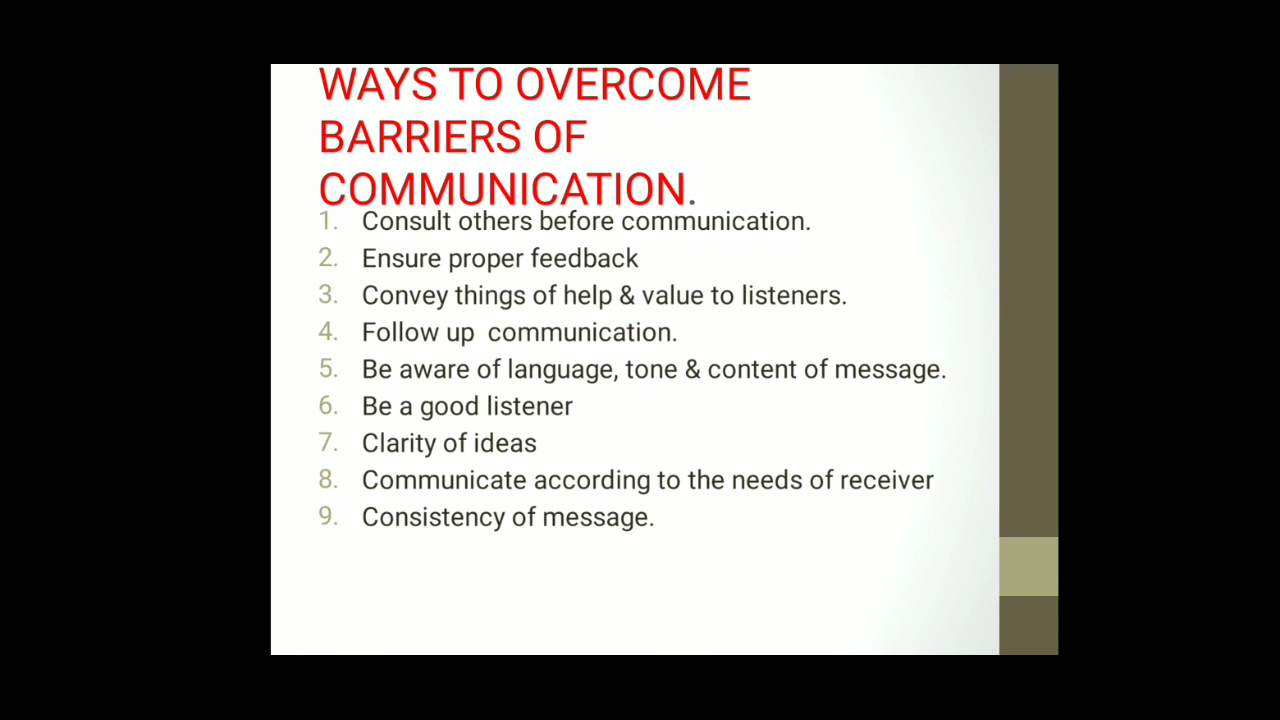 WAYS TO OVERCOME
BARRIERS OF
COMMUNICATION.
1. Consult others before communication.
2. Ensure proper feedback
3. Convey things of help & value to listeners.
4. Follow up communication.
5. Be aware of language, tone & content of message.
6. Be a good listener
7. Clarity of ideas
8. Communicate according to the needs of receiver
9. Consistency of message.